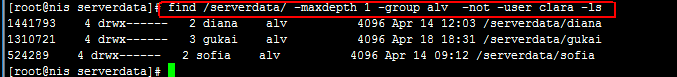 [root@nis serverdata]# find /serverdata/ -maxdepth 1 -group alv -not -user clara -ls
1441793 4 drwx------ 2 diana alv 4096 Apr 14 12:03 /serverdata/diana
1310721 4 drwx------ 3 gukai alv 4096 Apr 18 18:31 /serverdata/gukai
524289 4 drwx------ 2 sofia alv 4096 Apr 14 09:12 /serverdata/sofia
[root@nis serverdata]#